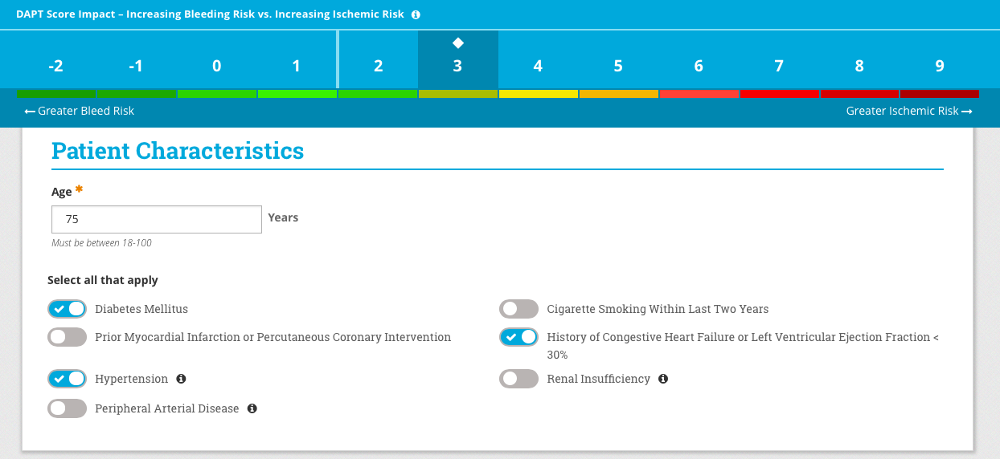 DAPT Score Impact – Increasing Bleeding Risk vs. Increasing Ischemic Risk
-2 -1 0 1 2 3 4 5 6 7 8 9
← Greater Bleed Risk
Greater Ischemic Risk →
Patient Characteristics
Age *
75 Years
Must be between 18-100
Select all that apply
Diabetes Mellitus
Cigarette Smoking Within Last Two Years
Prior Myocardial Infarction or Percutaneous Coronary Intervention
History of Congestive Heart Failure or Left Ventricular Ejection Fraction <
30%
Hypertension
Renal Insufficiency
Peripheral Arterial Disease